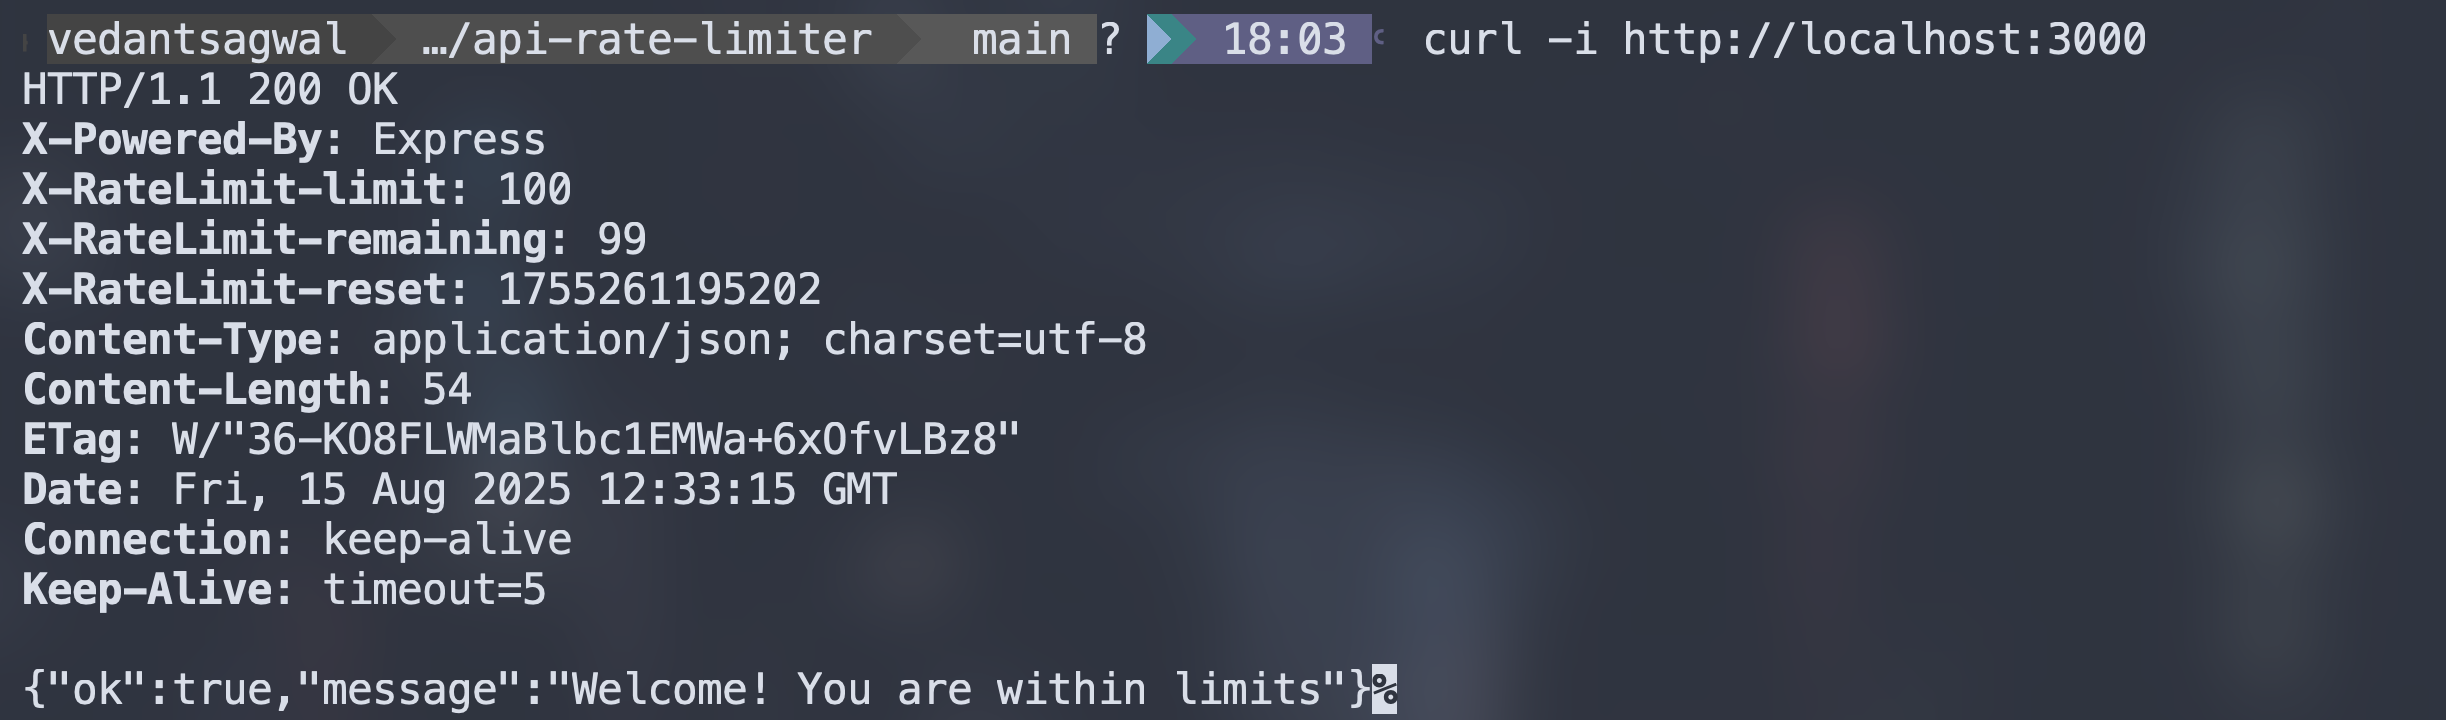 vedantsagwal …/api-rate-limiter main ? 18:03 curl -i http://localhost:3000
HTTP/1.1 200 OK
X-Powered-By: Express
X-RateLimit-limit: 100
X-RateLimit-remaining: 99
X-RateLimit-reset: 1755261195202
Content-Type: application/json; charset=utf-8
Content-Length: 54
ETag: W/"36-KO8FLWMaBlbc1EMWa+6xOfvLBz8"
Date: Fri, 15 Aug 2025 12:33:15 GMT
Connection: keep-alive
Keep-Alive: timeout=5
{"ok":true,"message":"Welcome! You are within limits"}%